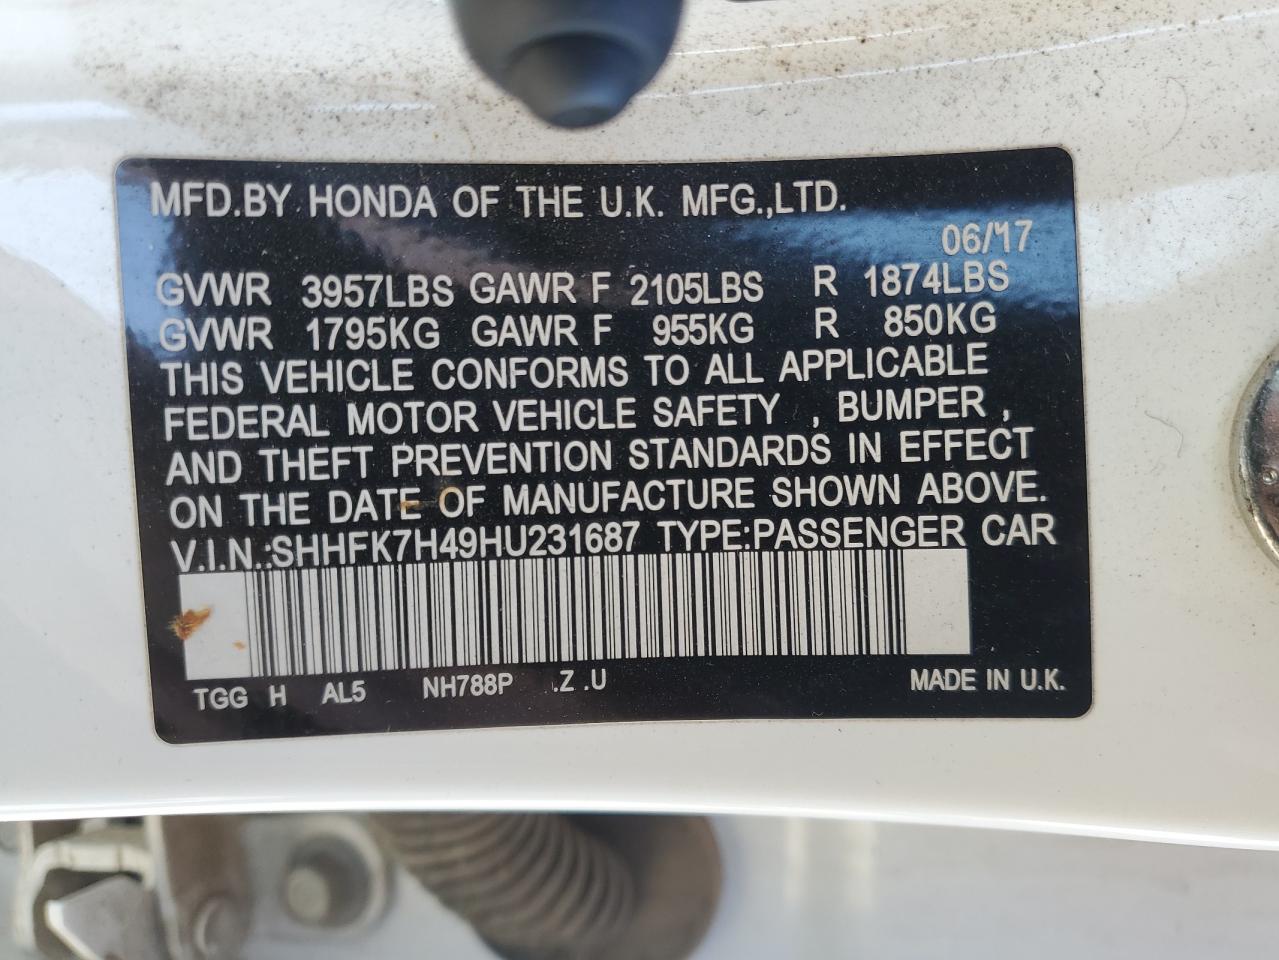 MFD.BY HONDA OF THE U.K. MFG.,LTD.
06/17
GVWR 3957LBS GAWR F 2105LBS R 1874LBS
GVWR 1795KG GAWR F 955KG R 850KG
THIS VEHICLE CONFORMS TO ALL APPLICABLE
FEDERAL MOTOR VEHICLE SAFETY , BUMPER ,
AND THEFT PREVENTION STANDARDS IN EFFECT
ON THE DATE OF MANUFACTURE SHOWN ABOVE.
V.I.N.:SHHFK7H49HU231687 TYPE:PASSENGER CAR
TGG H AL5 NH788P .Z .U MADE IN U.K.